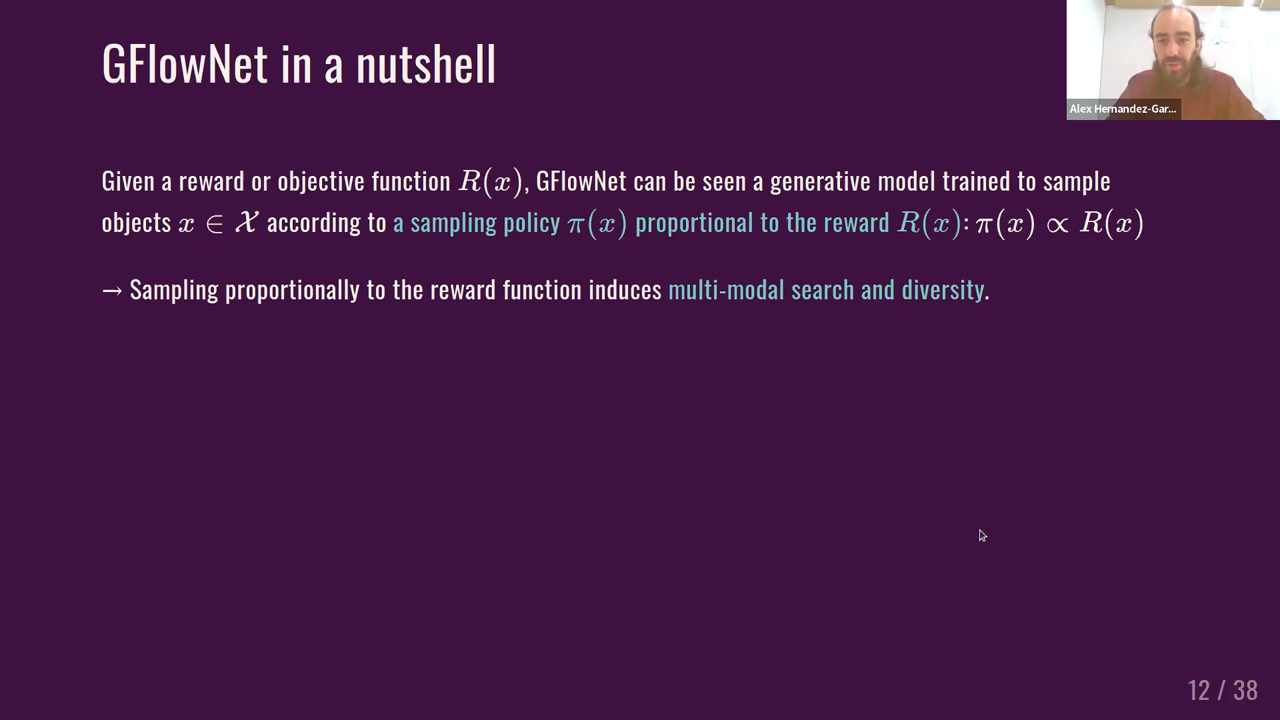 GFlowNet in a nutshell
Alex Hernandez-Gar...
Given a reward or objective function R(x), GFlowNet can be seen a generative model trained to sample
objects x ∈ 𝒳 according to a sampling policy π(x) proportional to the reward R(x): π(x) ∝ R(x)
→ Sampling proportionally to the reward function induces multi-modal search and diversity.
12 / 38